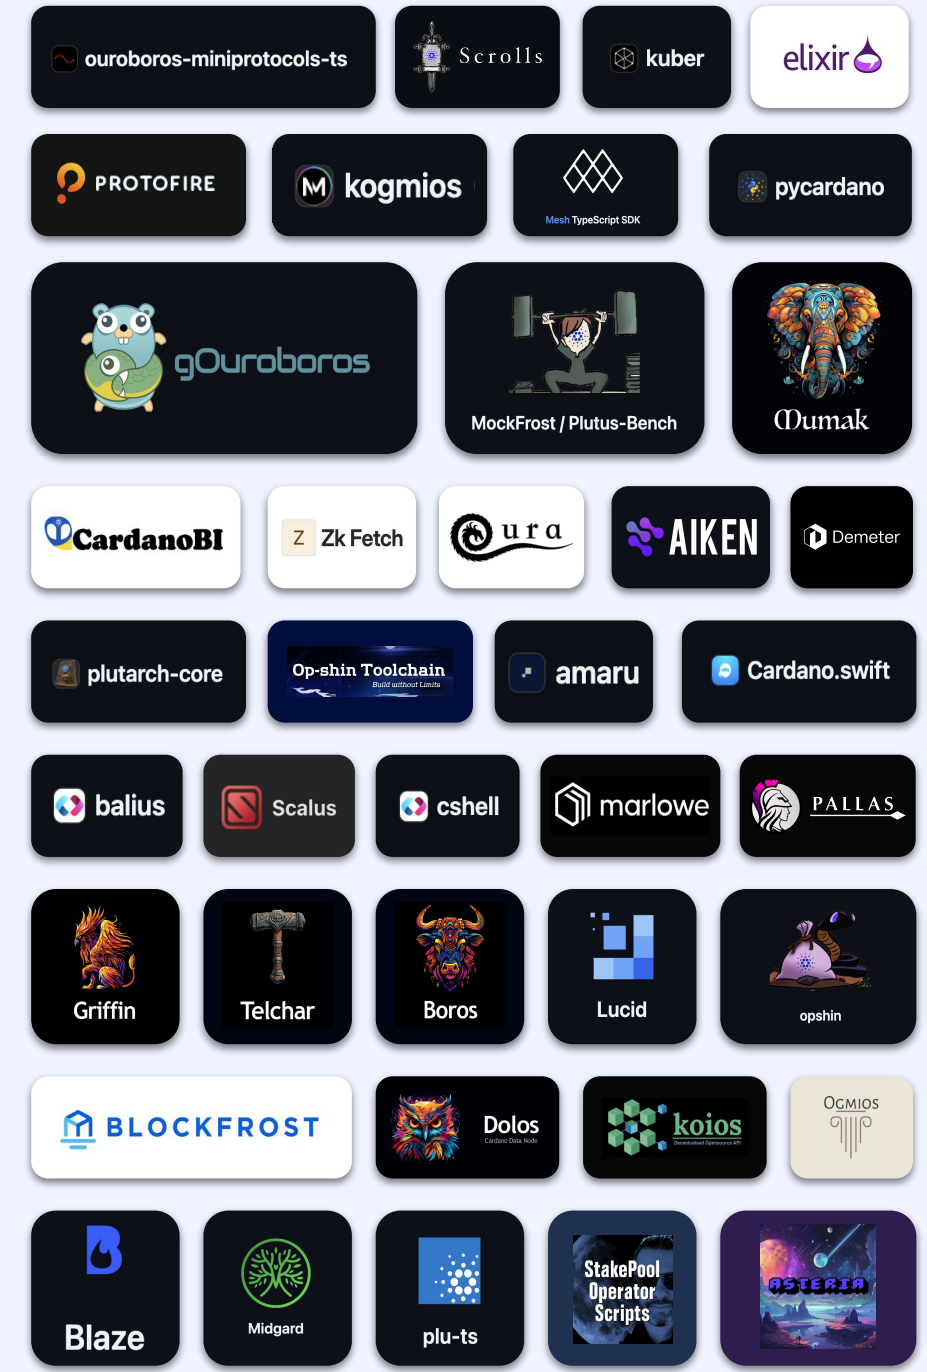 ouroboros-miniprotocols-ts
Scrolls
kuber
elixir
PROTOFIRE
kogmios
Mesh TypeScript SDK
pycardano
gOuroboros
MockFrost / Plutus-Bench
Mumak
CardanoBI
Z Zk Fetch
Oura
AIKEN
Demeter
plutarch-core
Op-shin Toolchain
Build without Limits
amaru
Cardano.swift
balius
Scalus
cshell
marlowe
PALLAS
Griffin
Telchar
Boros
Lucid
opshin
BLOCKFROST
Dolos
Cardano Data Node
koios
Decentralised Opensource API
OGMIOS
B
Blaze
Midgard
plu-ts
StakePool
Operator
Scripts
ASTERIA